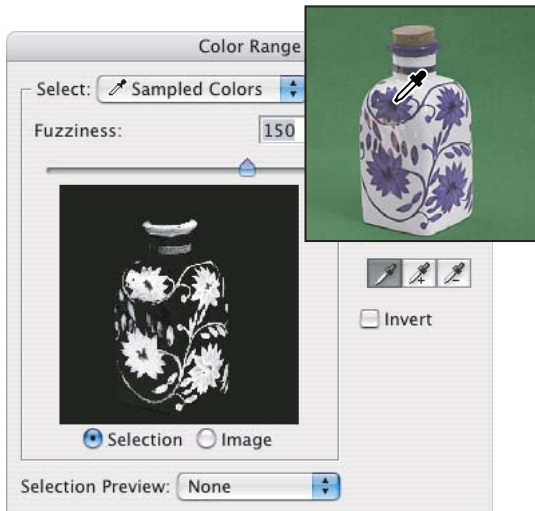 Color Range
Select: Sampled Colors
Fuzziness: 150
Invert
Selection Image
Selection Preview: None